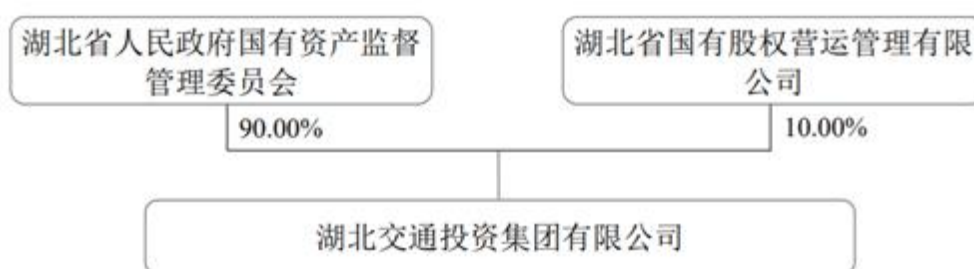 湖北省人民政府国有资产监督
管理委员会
湖北省国有股权营运管理有限
公司
90.00%
10.00%
湖北交通投资集团有限公司